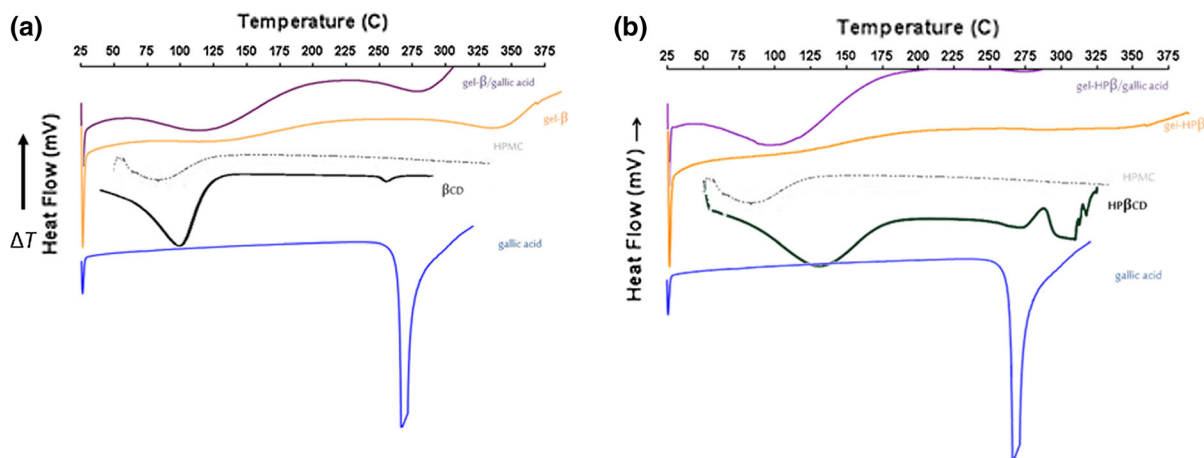 (a)
Temperature (C)
25 50 75 100 125 150 175 200 225 250 275 300 325 350 375
gel-β/gallic acid
gel-β
HPMC
βCD
gallic acid
Heat Flow (mV)
ΔT
(b)
Temperature (C)
25 50 75 100 125 150 175 200 225 250 275 300 325 350 375
gel-HPβ/gallic acid
gel-HPβ
HPMC
HPβCD
gallic acid
Heat Flow (mV) →